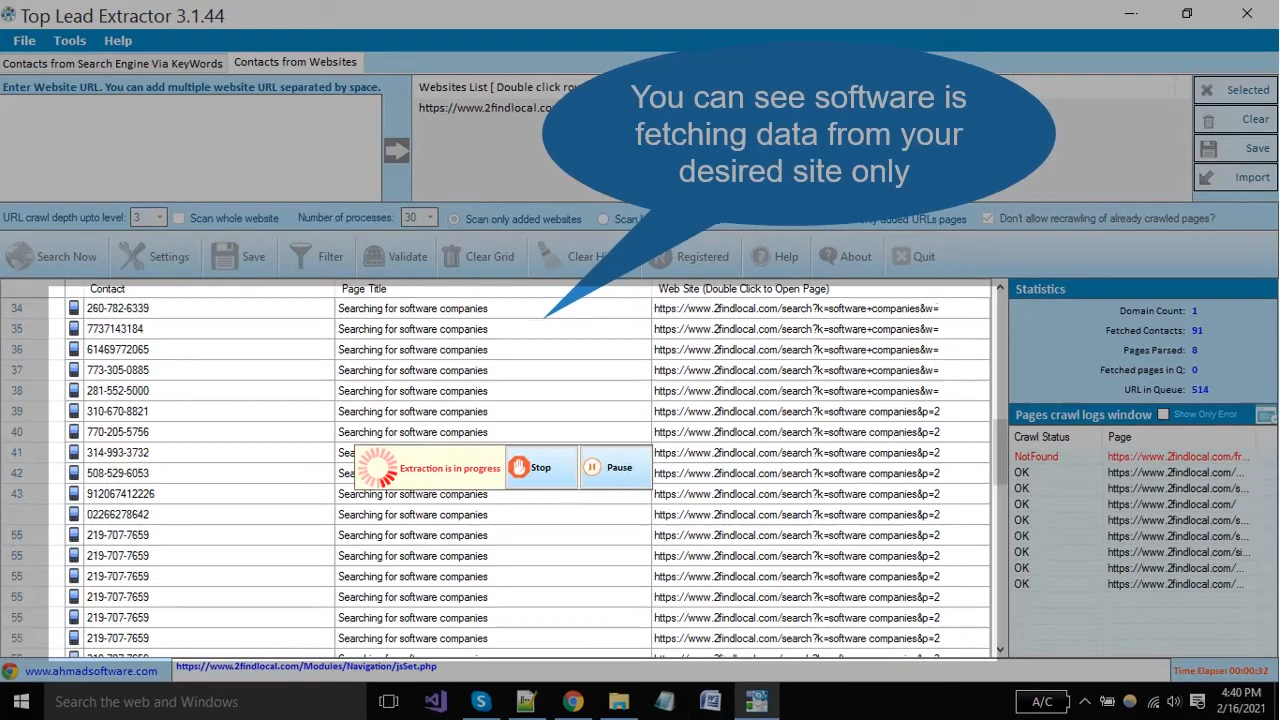 Top Lead Extractor 3.1.44
File Tools Help
Contacts from Search Engine Via KeyWords Contacts from Websites
Enter Website URL. You can add multiple website URL separated by space.
Websites List [ Double click ro
https://www.2findlocal.co
You can see software is
fetching data from your
desired site only
Selected
Clear
Save
Import
URL crawl depth upto level: 3 Scan whole website Number of processes: 30 Scan only added websites Scan added URLs pages Don't allow recrawling of already crawled pages?
Search Now Settings Save Filter Validate Clear Grid Clear Hi Registered Help About Quit
Contact Page Title Web Site (Double Click to Open Page)
34 260-782-6339 Searching for software companies https://www.2findlocal.com/search?k=software+companies&w=
35 7737143184 Searching for software companies https://www.2findlocal.com/search?k=software+companies&w=
36 61469772065 Searching for software companies https://www.2findlocal.com/search?k=software+companies&w=
37 773-305-0885 Searching for software companies https://www.2findlocal.com/search?k=software+companies&w=
38 281-552-5000 Searching for software companies https://www.2findlocal.com/search?k=software+companies&w=
39 310-670-8821 Searching for software companies https://www.2findlocal.com/search?k=software companies&p=2
40 770-205-5756 Searching for software companies https://www.2findlocal.com/search?k=software companies&p=2
41 314-993-3732 https://www.2findlocal.com/search?k=software companies&p=2
42 508-529-6053 https://www.2findlocal.com/search?k=software companies&p=2
Extraction is in progress Stop Pause
43 912067412226 Searching for software companies https://www.2findlocal.com/search?k=software companies&p=2
02266278642 Searching for software companies https://www.2findlocal.com/search?k=software companies&p=2
55 219-707-7659 Searching for software companies https://www.2findlocal.com/search?k=software companies&p=2
55 219-707-7659 Searching for software companies https://www.2findlocal.com/search?k=software companies&p=2
55 219-707-7659 Searching for software companies https://www.2findlocal.com/search?k=software companies&p=2
55 219-707-7659 Searching for software companies https://www.2findlocal.com/search?k=software companies&p=2
55 219-707-7659 Searching for software companies https://www.2findlocal.com/search?k=software companies&p=2
55 219-707-7659 Searching for software companies https://www.2findlocal.com/search?k=software companies&p=2
Statistics
Domain Count: 1
Fetched Contacts: 91
Pages Parsed: 8
Fetched pages in Q: 0
URL in Queue: 514
Pages crawl logs window Show Only Error
Crawl Status Page
NotFound https://www.2findlocal.com/fr...
OK https://www.2findlocal.com/...
OK https://www.2findlocal.com/s...
OK https://www.2findlocal.com/
OK https://www.2findlocal.com/s...
OK https://www.2findlocal.com/s...
OK https://www.2findlocal.com/si...
OK https://www.2findlocal.com/...
OK https://www.2findlocal.com/...
www.ahmadsoftware.com https://www.2findlocal.com/Modules/Navigation/jsSet.php Time Elapse: 00:00:32
Search the web and Windows
A/C
4:40 PM
2/16/2021